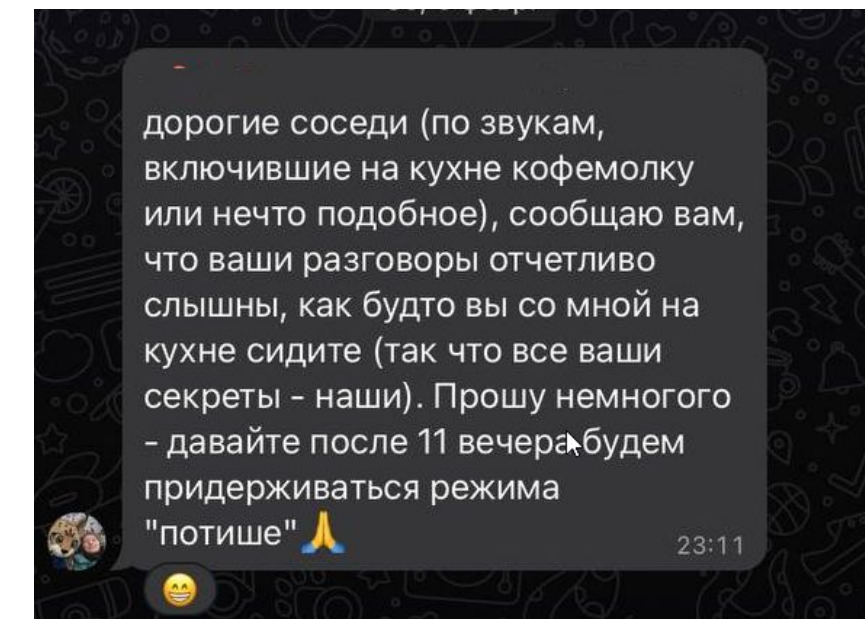 дорогие соседи (по звукам,
включившие на кухне кофемолку
или нечто подобное), сообщаю вам,
что ваши разговоры отчетливо
слышны, как будто вы со мной на
кухне сидите (так что все ваши
секреты - наши). Прошу немногого
- давайте после 11 вечера будем
придерживаться режима
"потише"🙏
23:11